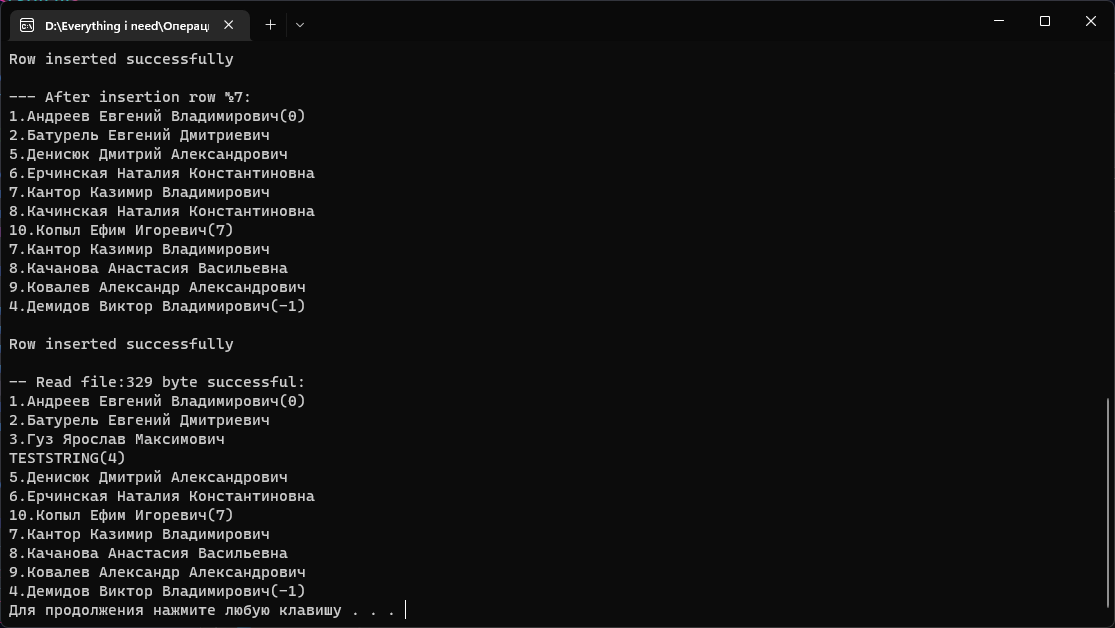 D:\Everything i need\Операц
Row inserted successfully
--- After insertion row %7:
1.Андреев Евгений Владимирович(0)
2.Батурель Евгений Дмитриевич
5.Денисюк Дмитрий Александрович
6.Ерчинская Наталия Константиновна
7.Кантор Казимир Владимирович
8.Качинская Наталия Константиновна
10.Копыл Ефим Игоревич(7)
7.Кантор Казимир Владимирович
8.Качанова Анастасия Васильевна
9.Ковалев Александр Александрович
4.Демидов Виктор Владимирович(-1)
Row inserted successfully
-- Read file:329 byte successful:
1.Андреев Евгений Владимирович(0)
2.Батурель Евгений Дмитриевич
3.Гуз Ярослав Максимович
TESTSTRING(4)
5.Денисюк Дмитрий Александрович
6.Ерчинская Наталия Константиновна
10.Копыл Ефим Игоревич(7)
7.Кантор Казимир Владимирович
8.Качанова Анастасия Васильевна
9.Ковалев Александр Александрович
4.Демидов Виктор Владимирович(-1)
Для продолжения нажмите любую клавишу . . .